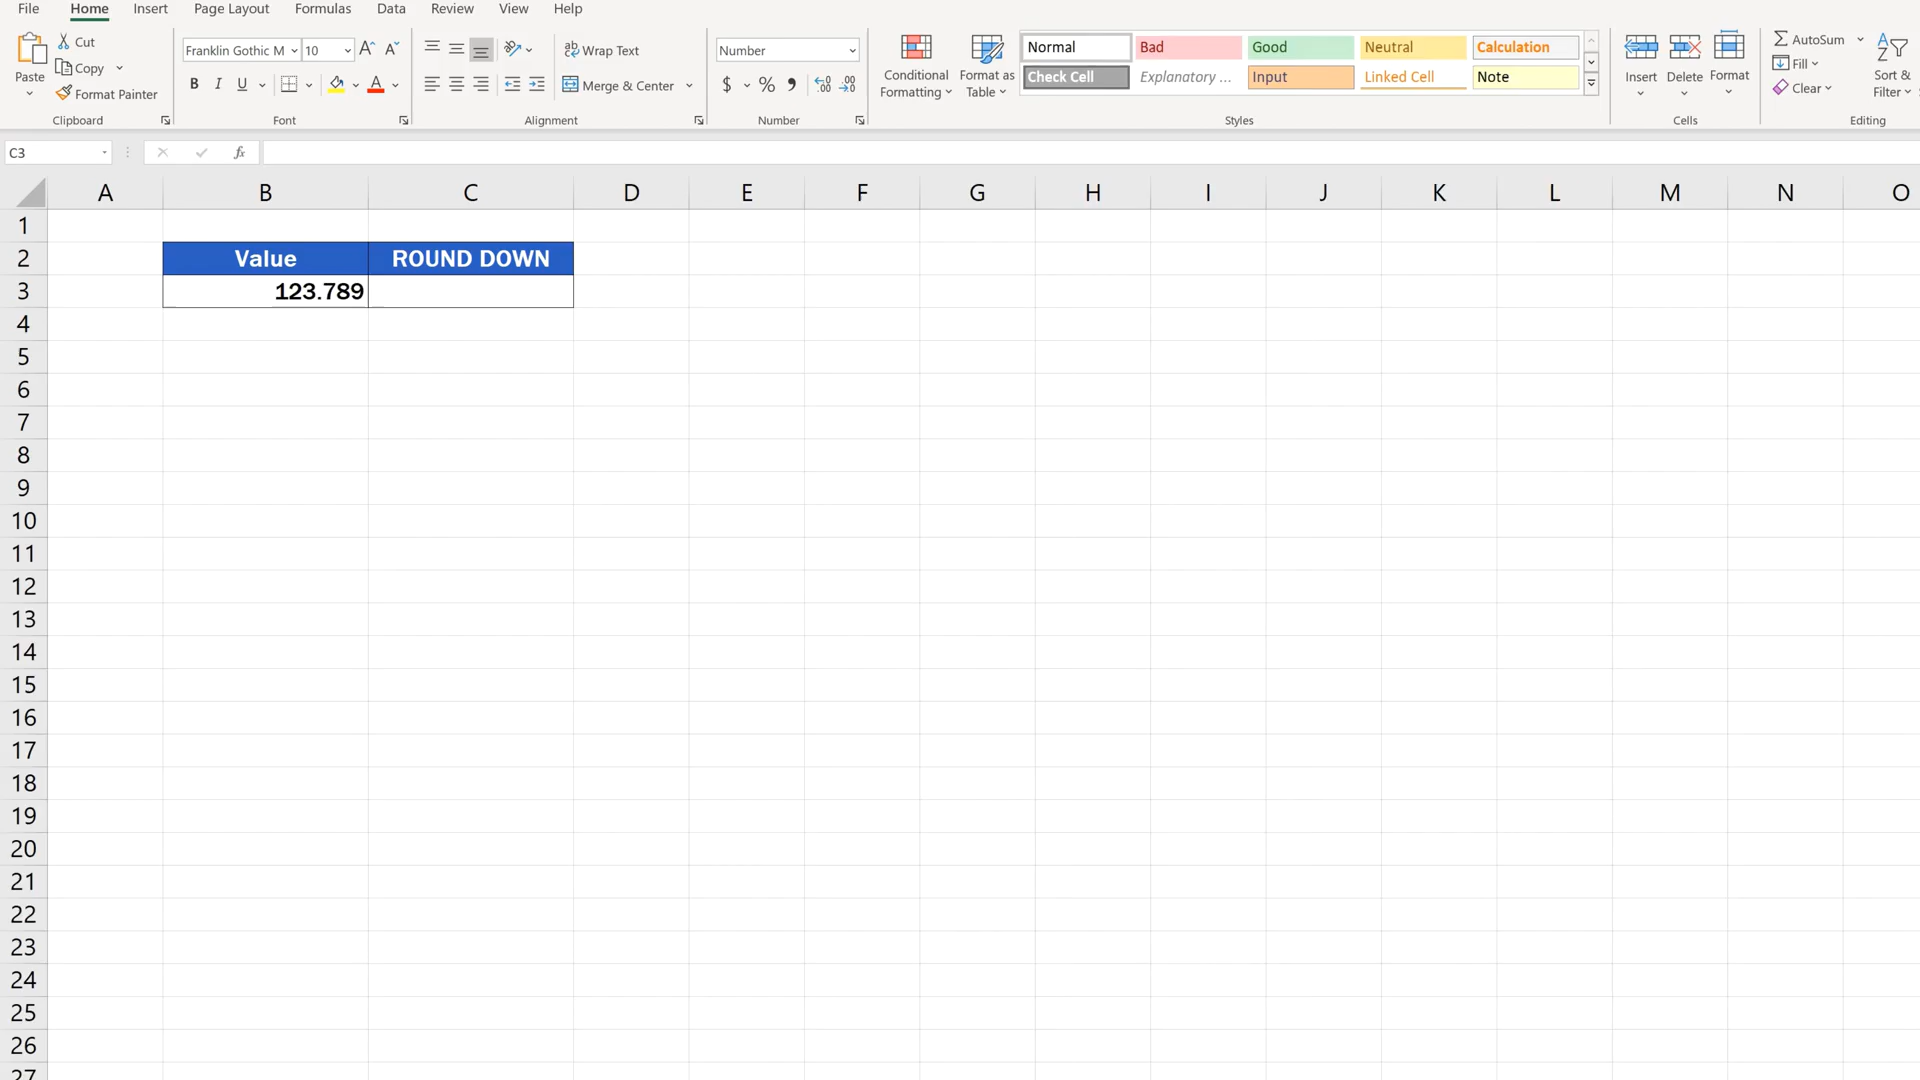 File Home Insert Page Layout Formulas Data Review View Help
Paste Cut Copy Format Painter
Clipboard
Franklin Gothic M 10
B I U A
Font
Wrap Text
Merge & Center
Alignment
Number
$ %
Number
Conditional Formatting
Format as Table
Normal Bad Good Neutral Calculation
Check Cell Explanatory ... Input Linked Cell Note
Styles
Insert Delete Format
Cells
AutoSum
Fill
Clear
Sort & Filter
Editing
C3 fx
A B C D E F G H I J K L M N O
1
2 Value ROUND DOWN
3 123.789
4
5
6
7
8
9
10
11
12
13
14
15
16
17
18
19
20
21
22
23
24
25
26
27